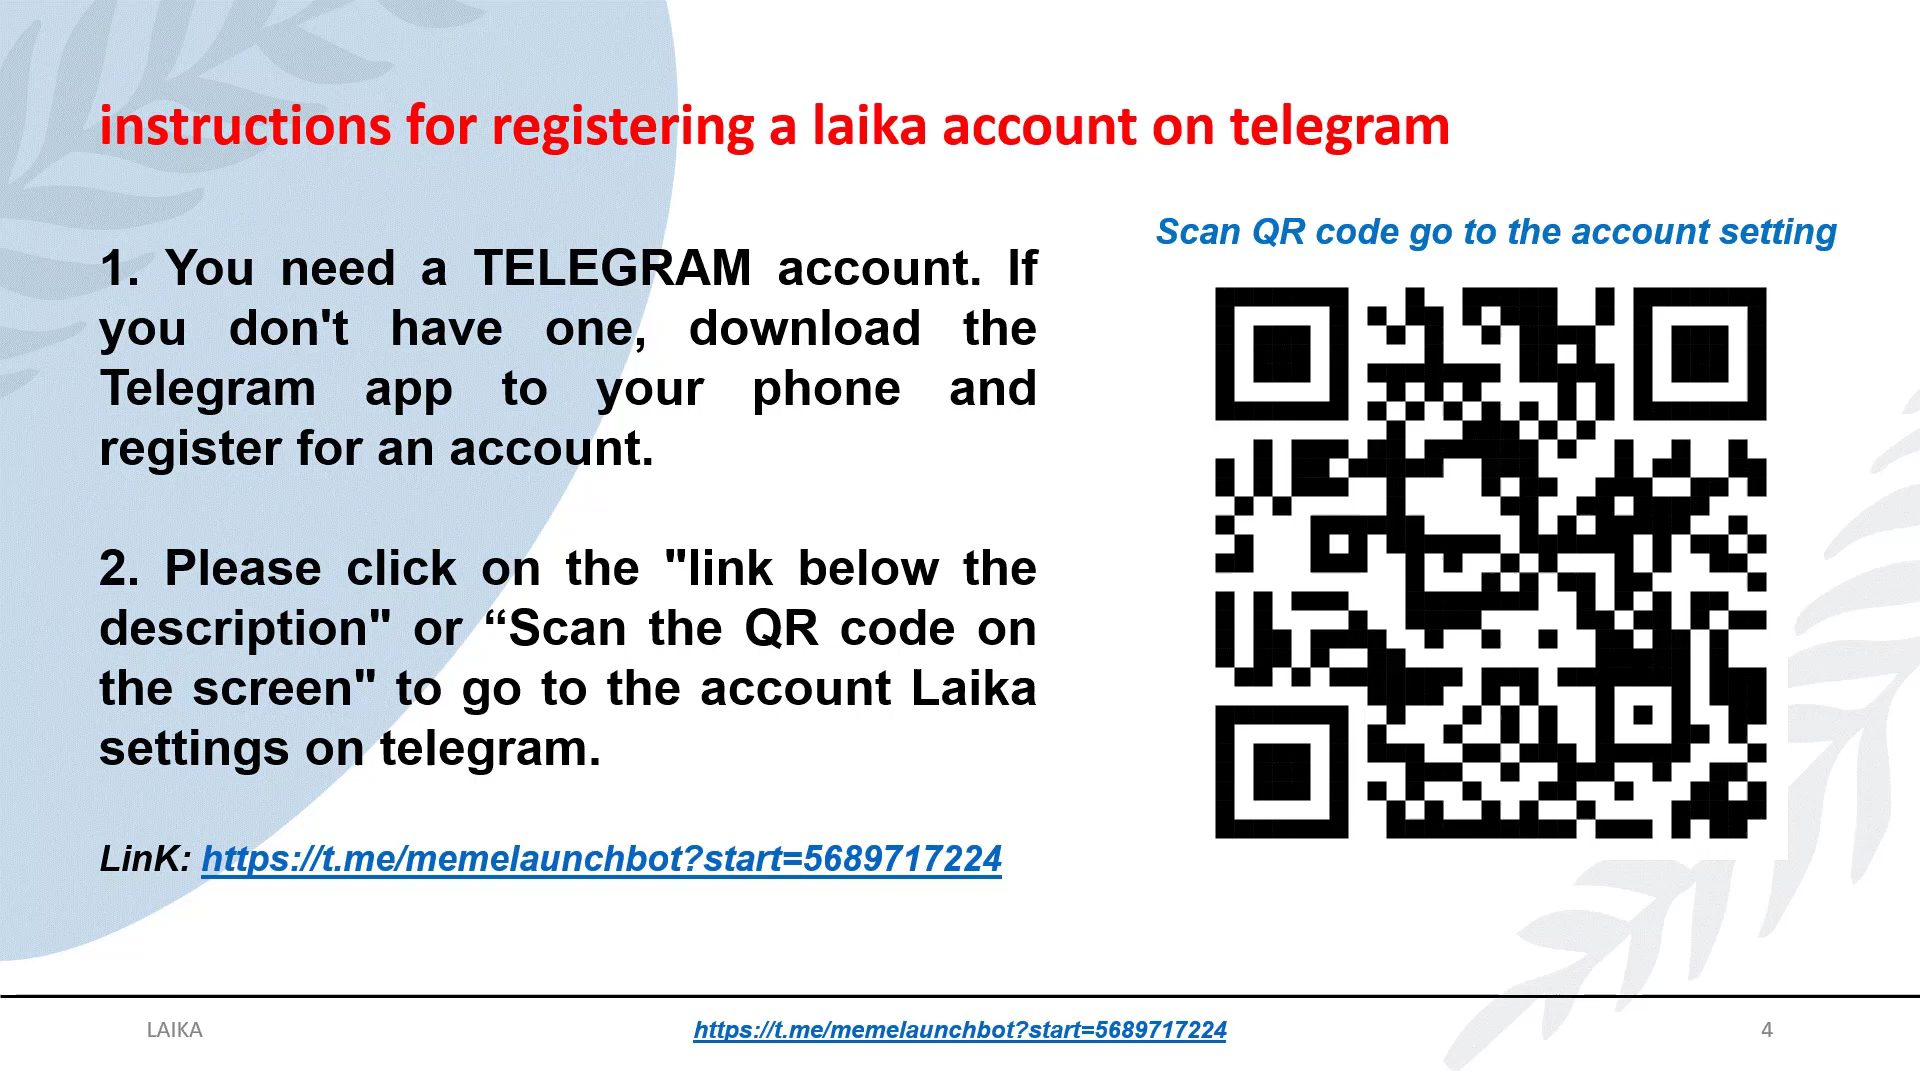 instructions for registering a laika account on telegram
Scan QR code go to the account setting
1. You need a TELEGRAM account. If
you don't have one, download the
Telegram app to your phone and
register for an account.
2. Please click on the "link below the
description" or “Scan the QR code on
the screen" to go to the account Laika
settings on telegram.
LinK: https://t.me/memelaunchbot?start=5689717224
LAIKA
https://t.me/memelaunchbot?start=5689717224
4